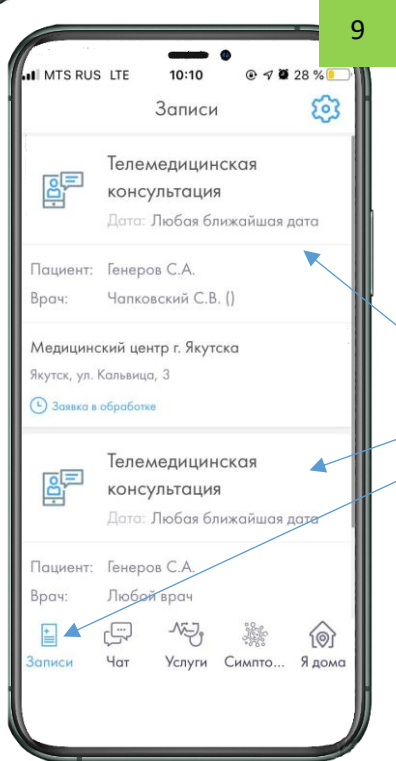 9
MTS RUS LTE 10:10 28 %
Записи
Телемедицинская
консультация
Дата: Любая ближайшая дата
Пациент: Генеров С.А.
Врач: Чапковский С.В. ()
Медицинский центр г. Якутска
Якутск, ул. Кальвица, 3
Заявка в обработке
Телемедицинская
консультация
Дата: Любая ближайшая дата
Пациент: Генеров С.А.
Врач: Любой врач
Записи Чат Услуги Симпто... Я дома